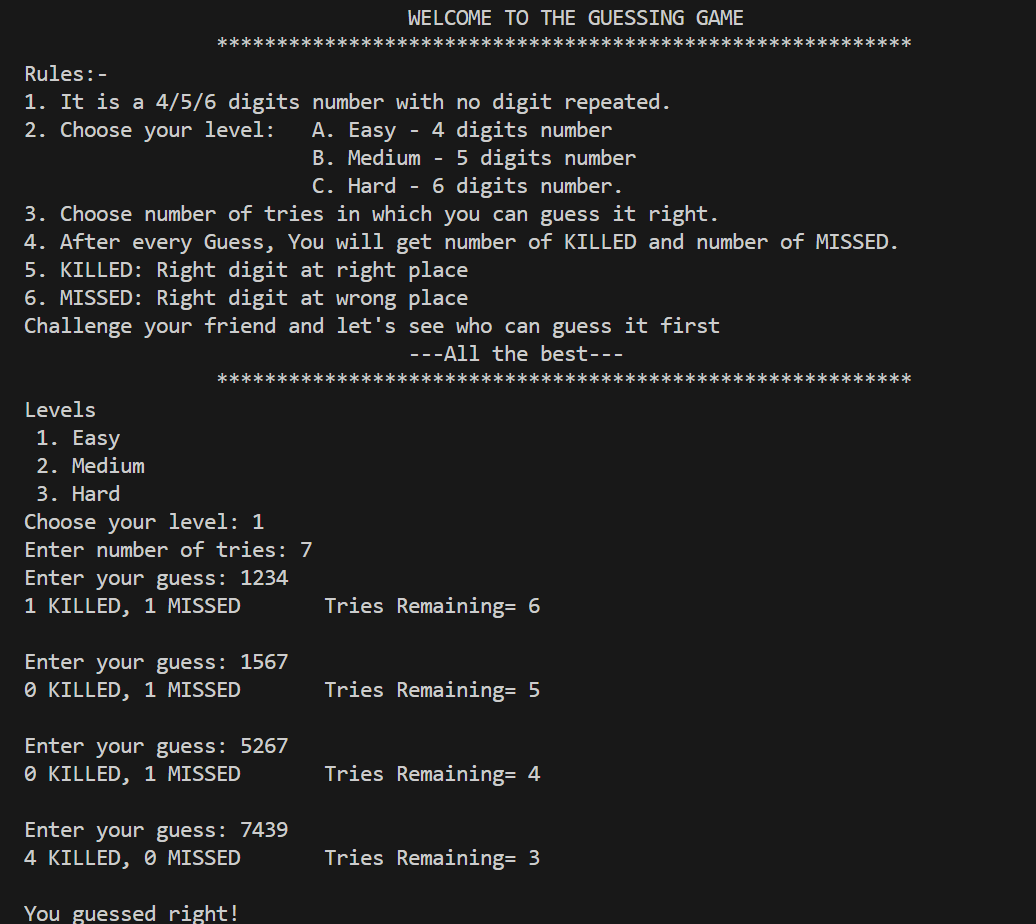 WELCOME TO THE GUESSING GAME
**********************************************************
Rules:-
1. It is a 4/5/6 digits number with no digit repeated.
2. Choose your level:   A. Easy - 4 digits number
B. Medium - 5 digits number
C. Hard - 6 digits number.
3. Choose number of tries in which you can guess it right.
4. After every Guess, You will get number of KILLED and number of MISSED.
5. KILLED: Right digit at right place
6. MISSED: Right digit at wrong place
Challenge your friend and let's see who can guess it first
---All the best---
**********************************************************
Levels
1. Easy
2. Medium
3. Hard
Choose your level: 1
Enter number of tries: 7
Enter your guess: 1234
1 KILLED, 1 MISSED       Tries Remaining= 6
Enter your guess: 1567
0 KILLED, 1 MISSED       Tries Remaining= 5
Enter your guess: 5267
0 KILLED, 1 MISSED       Tries Remaining= 4
Enter your guess: 7439
4 KILLED, 0 MISSED       Tries Remaining= 3
You guessed right!